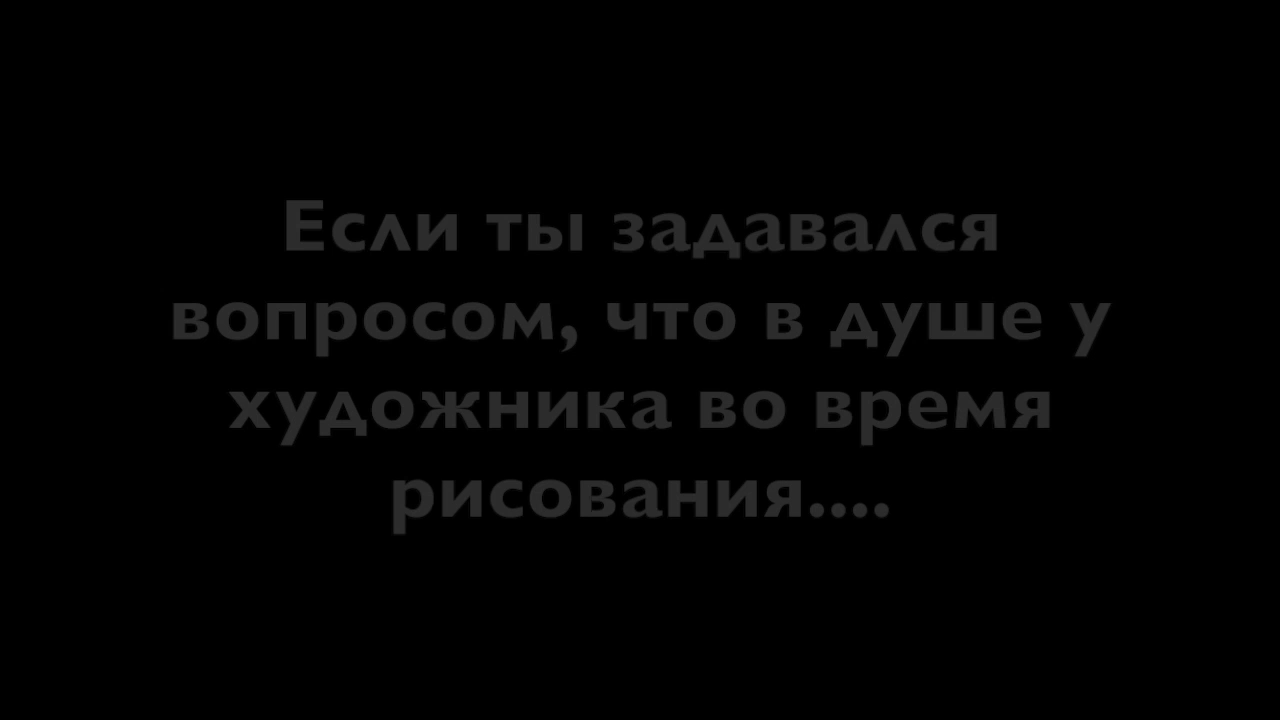 Если ты задавался
вопросом, что в душе у
художника во время
рисования....